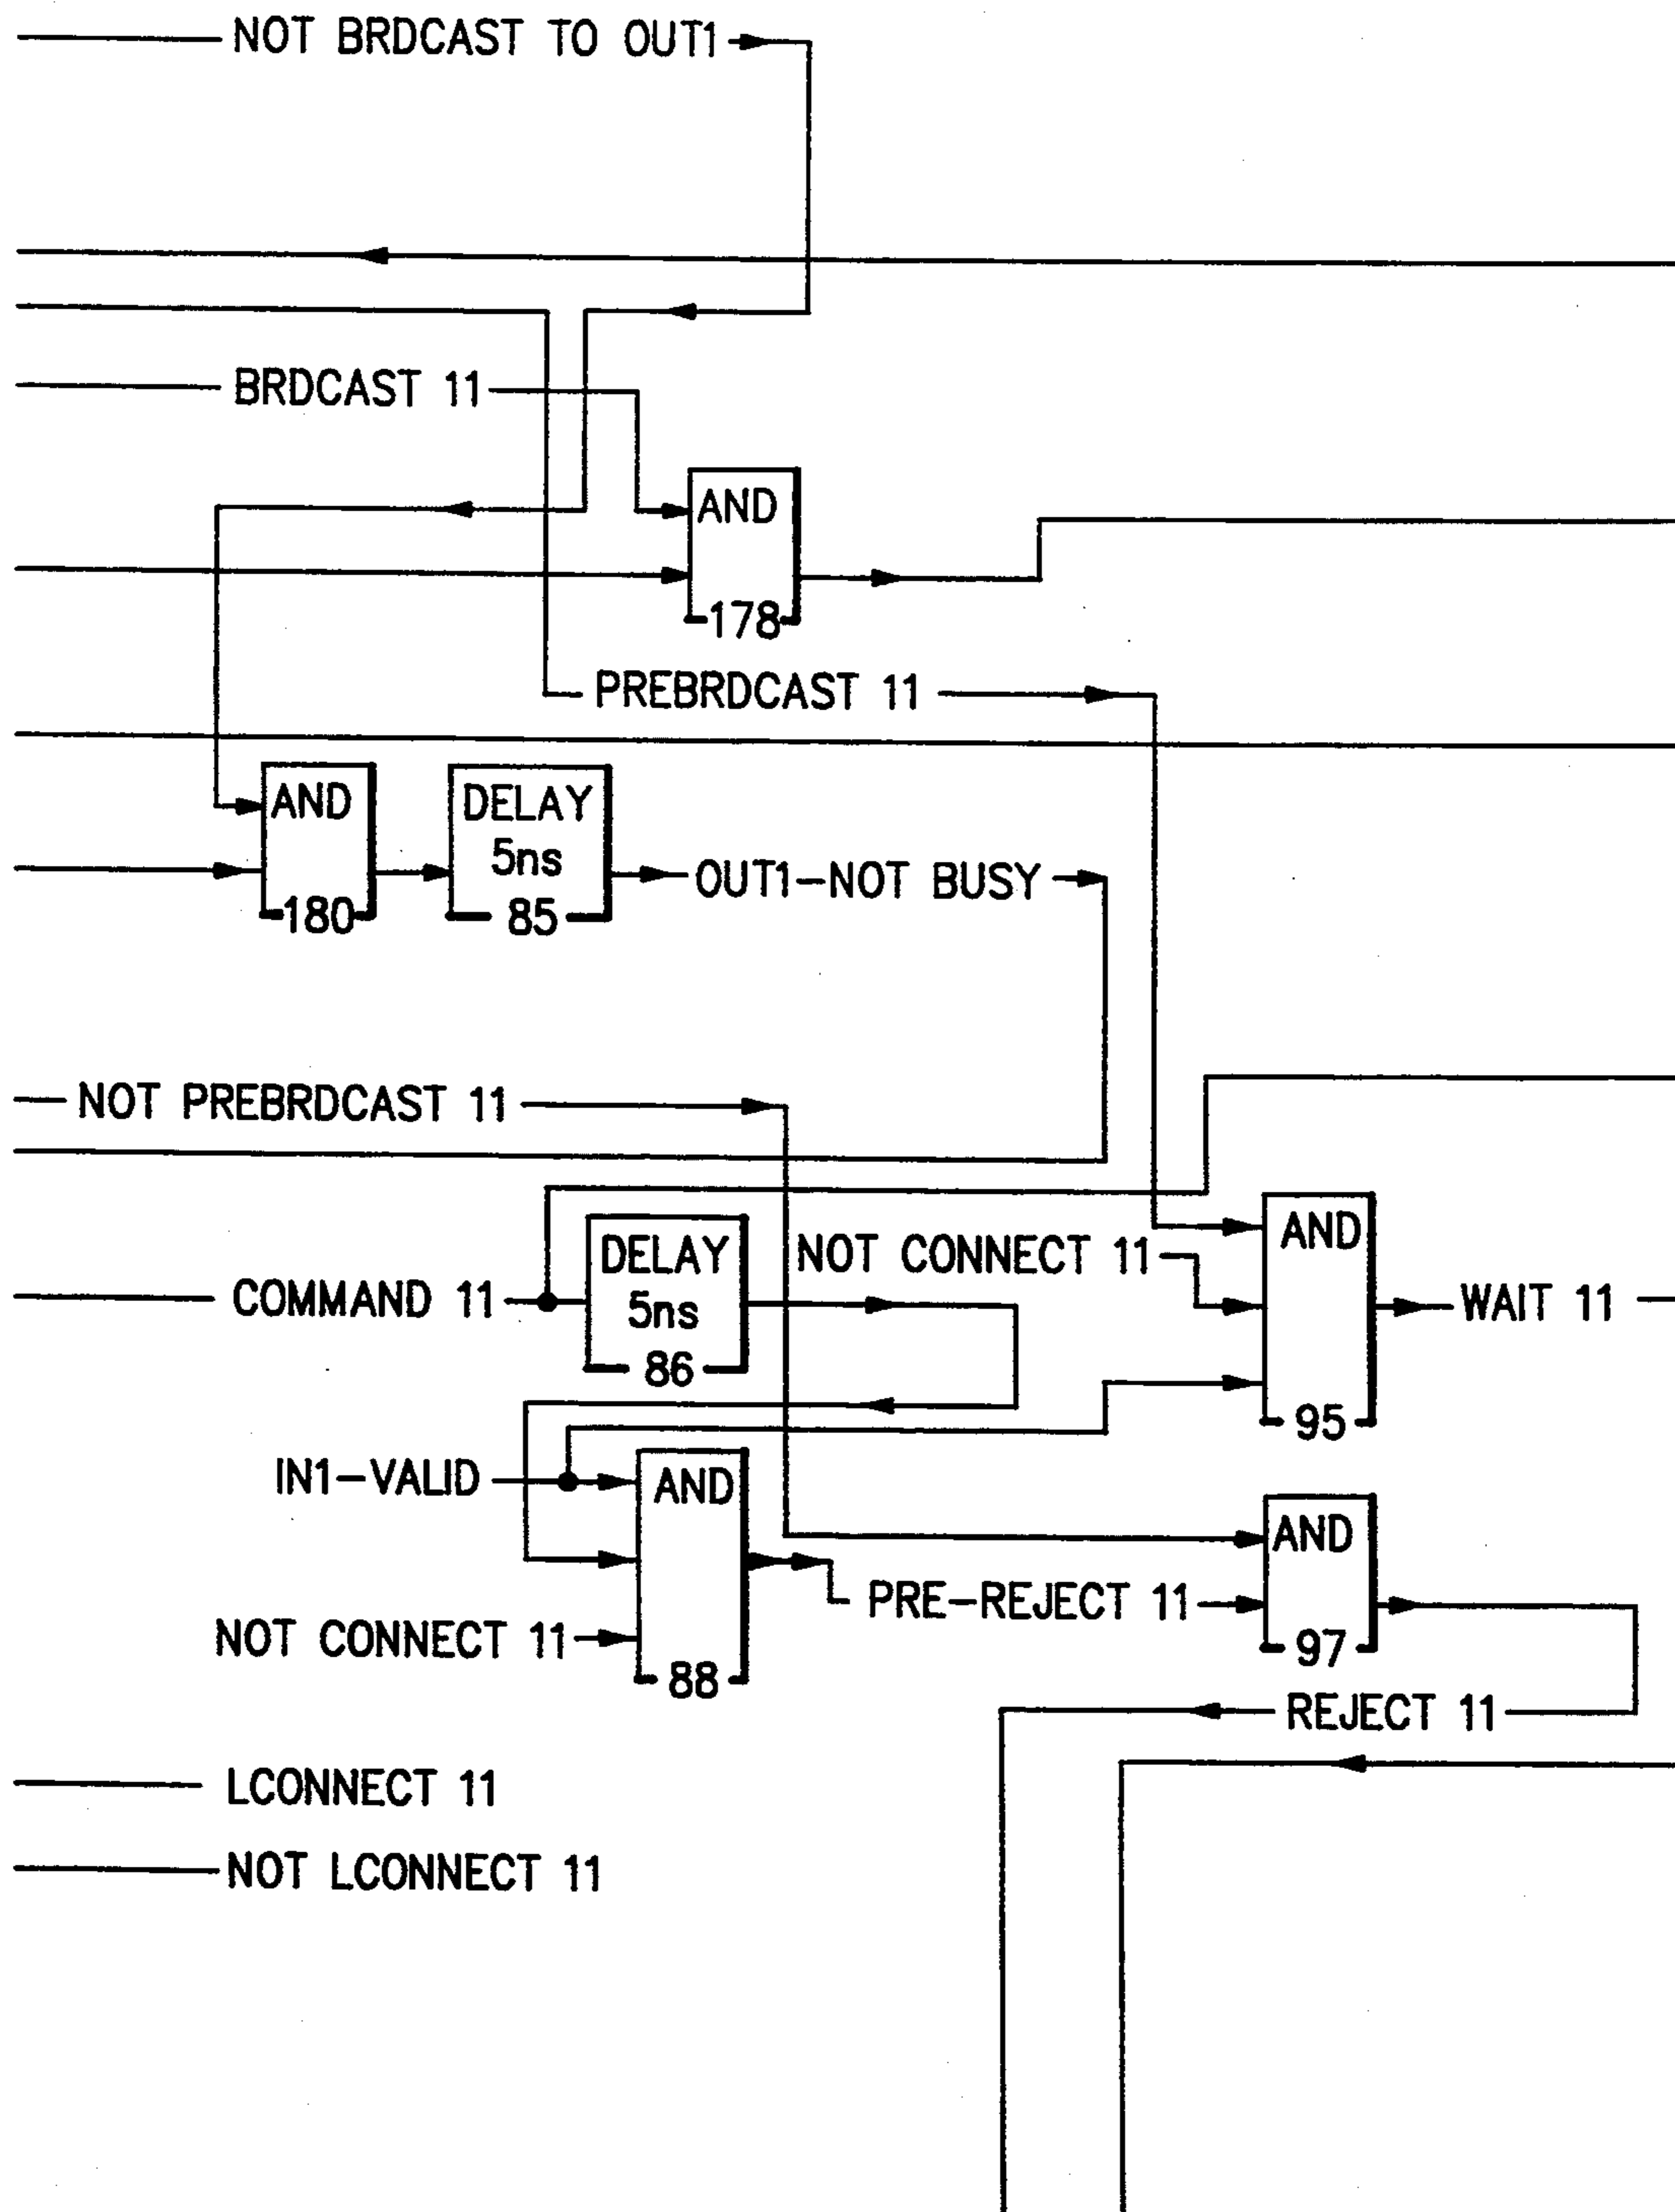 NOT BRDCAST TO OUT1
BRDCAST 11
AND
178
PREBRDCAST 11
AND
180
DELAY
5ns
85
OUT1-NOT BUSY
NOT PREBRDCAST 11
COMMAND 11
DELAY
5ns
86
NOT CONNECT 11
AND
95
WAIT 11
IN1-VALID
NOT CONNECT 11
AND
88
PRE-REJECT 11
AND
97
REJECT 11
LCONNECT 11
NOT LCONNECT 11